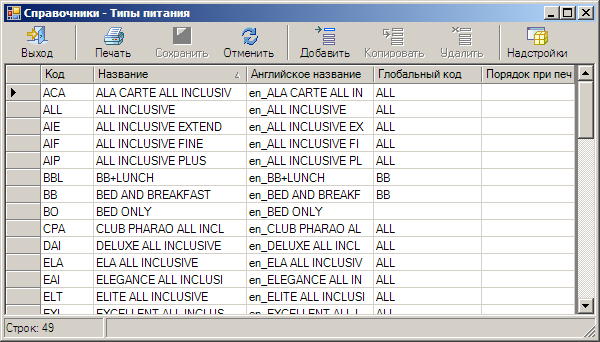 Справочники - Типы питания
Выход Печать Сохранить Отменить Добавить Копировать Удалить Надстройки
Код Название Английское название Глобальный код Порядок при печ
ACA ALA CARTE ALL INCLUSIV en_ALA CARTE ALL IN ALL
ALL ALL INCLUSIVE en_ALL INCLUSIVE ALL
AIE ALL INCLUSIVE EXTEND en_ALL INCLUSIVE EX ALL
AIF ALL INCLUSIVE FINE en_ALL INCLUSIVE FI ALL
AIP ALL INCLUSIVE PLUS en_ALL INCLUSIVE PL ALL
BBL BB+LUNCH en_BB+LUNCH BB
BB BED AND BREAKFAST en_BED AND BREAKF BB
BO BED ONLY en_BED ONLY
CPA CLUB PHARAO ALL INCL en_CLUB PHARAO AL ALL
DAI DELUXE ALL INCLUSIVE en_DELUXE ALL INCL ALL
ELA ELA ALL INCLUSIVE en_ELA ALL INCLUSIV ALL
EAI ELEGANCE ALL INCLUSI en_ELEGANCE ALL IN ALL
ELT ELITE ALL INCLUSIVE en_ELITE ALL INCLUSI ALL
EXL EXCELLENT ALL INCLUS en_EXCELLENT ALL I ALL
Строк: 49